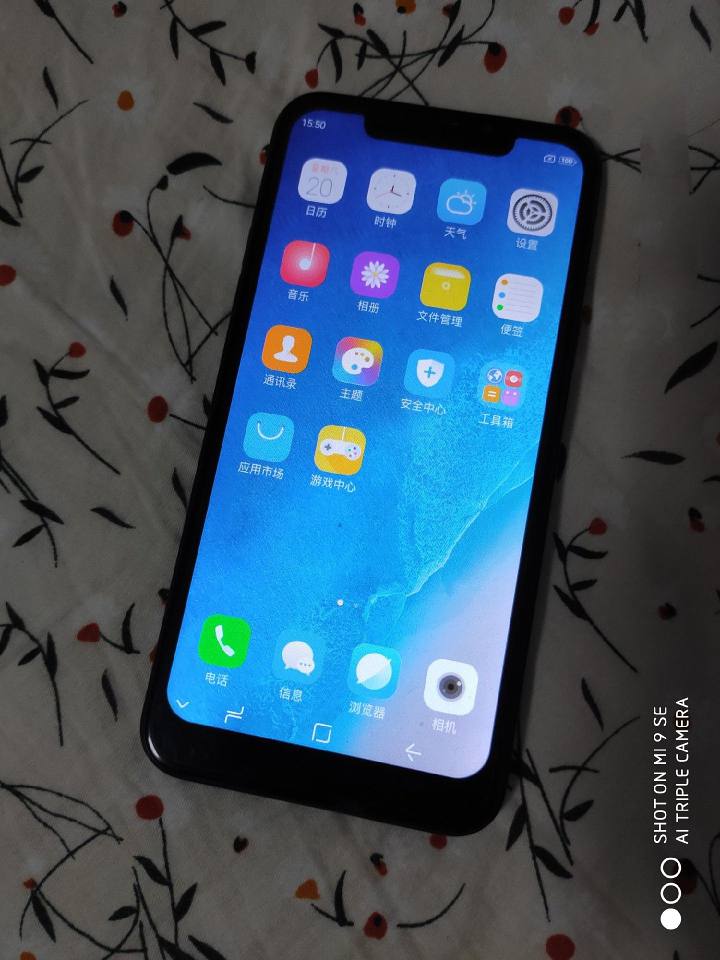 15:50
100
星期六
20
日历
时钟
天气
设置
音乐
相册
文件管理
便签
通讯录
主题
安全中心
工具箱
应用市场
游戏中心
电话
信息
浏览器
相机
SHOT ON MI 9 SE
AI TRIPLE CAMERA